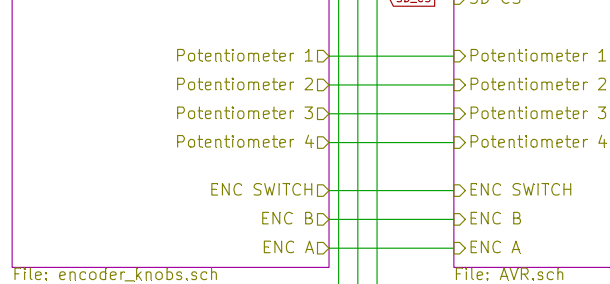 Potentiometer 1
Potentiometer 2
Potentiometer 3
Potentiometer 4
ENC SWITCH
ENC B
ENC A
File: encoder_knobs.sch
Potentiometer 1
Potentiometer 2
Potentiometer 3
Potentiometer 4
ENC SWITCH
ENC B
ENC A
File: AVR.sch